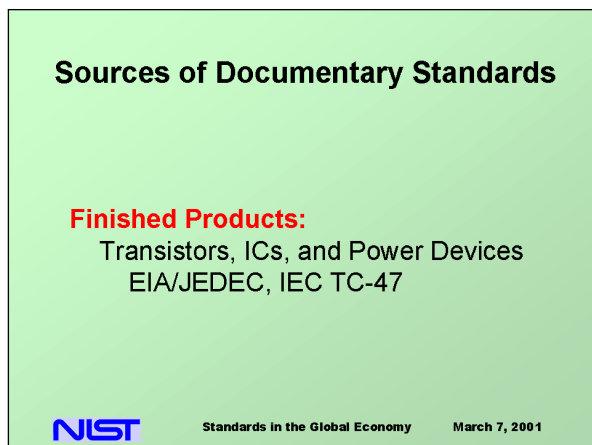 Sources of Documentary Standards
Finished Products:
Transistors, ICs, and Power Devices
EIA/JEDEC, IEC TC-47
NIST Standards in the Global Economy March 7, 2001